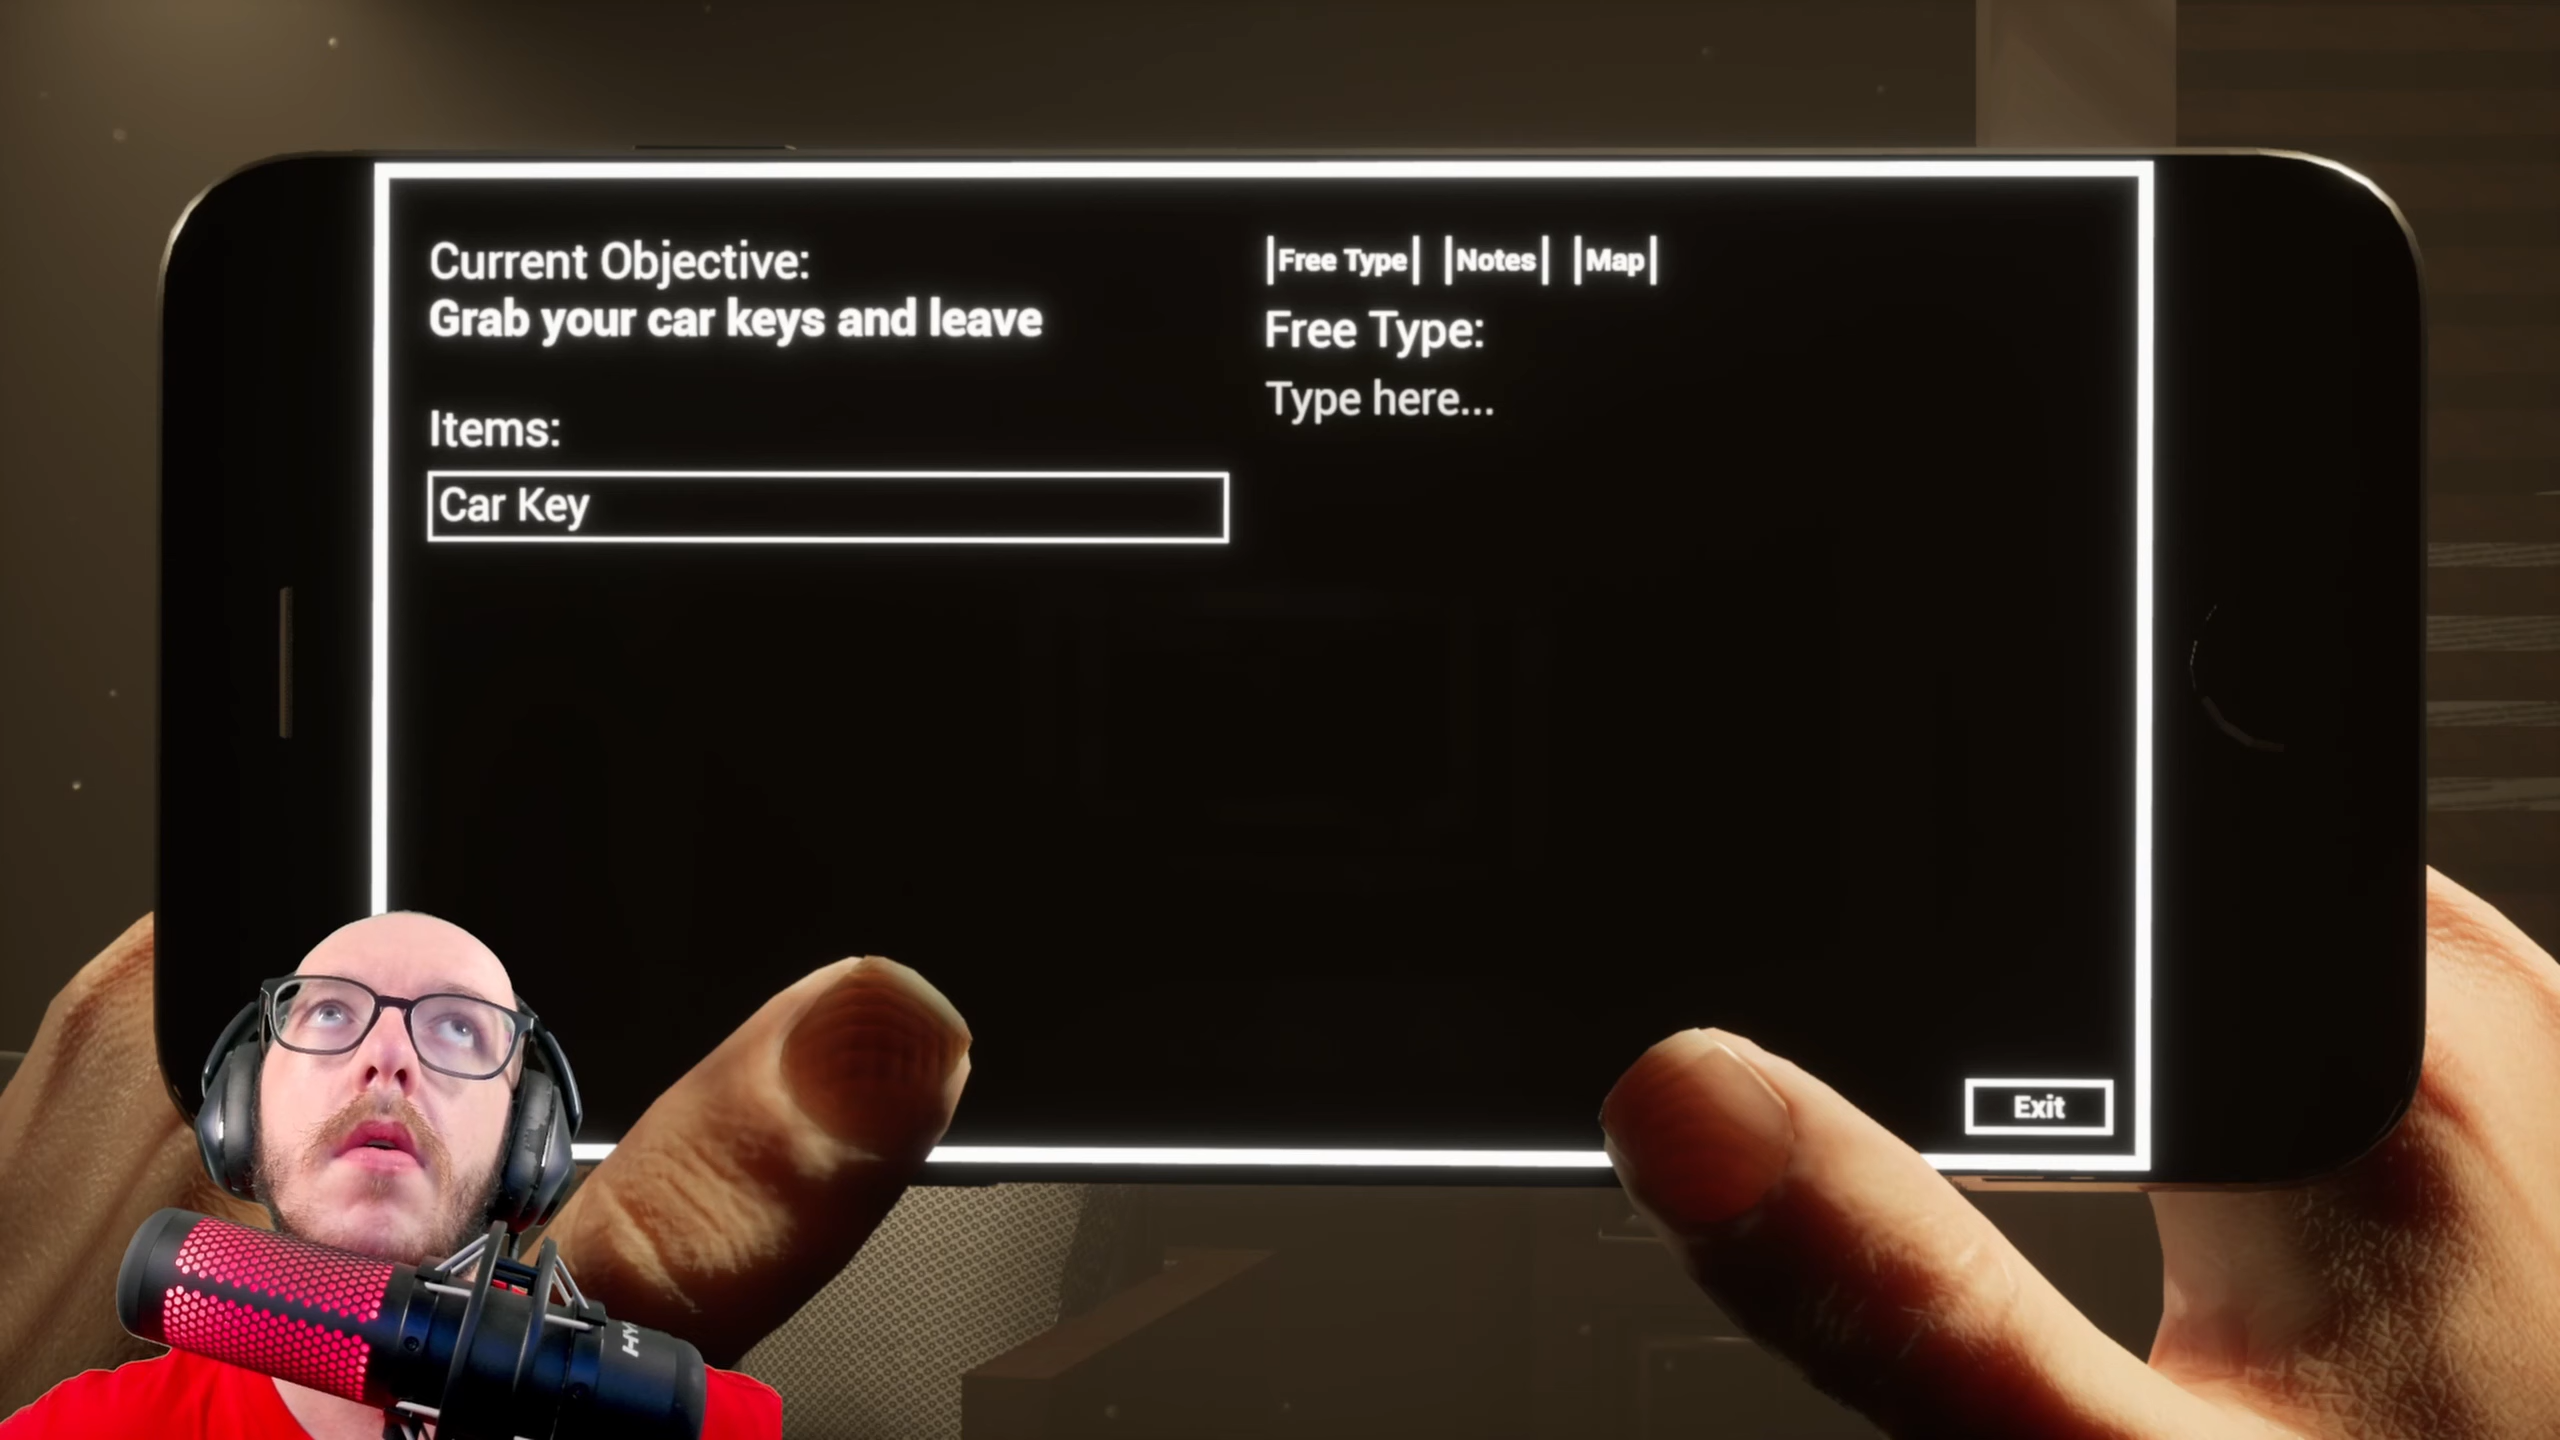 Current Objective:
Grab your car keys and leave
Items:
Car Key
|Free Type| |Notes| |Map|
Free Type:
Type here...
Exit